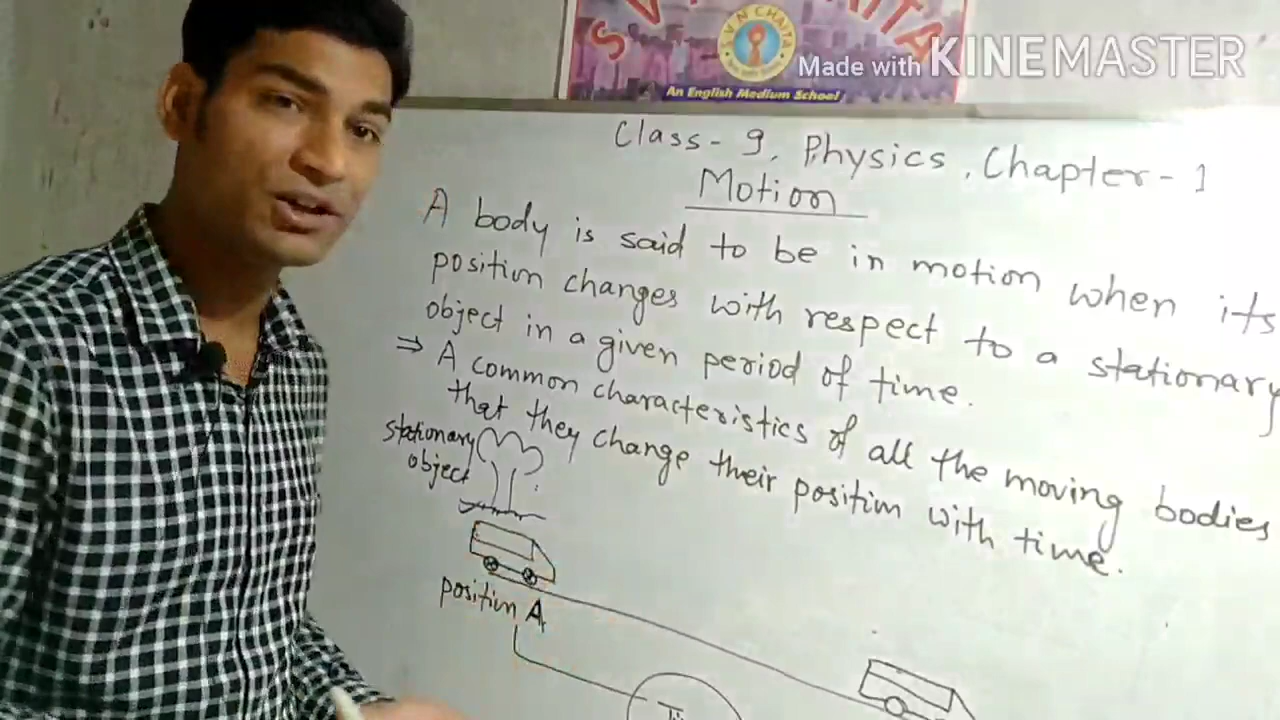 S V N CHAITA
An English Medium School
Made with KINEMASTER
Class - 9, Physics, Chapter - 1
Motion
A body is said to be in motion when its
position changes with respect to a stationary
object in a given period of time.
⇒ A common characteristics of all the moving bodies
that they change their position with time.
stationary
object
position A